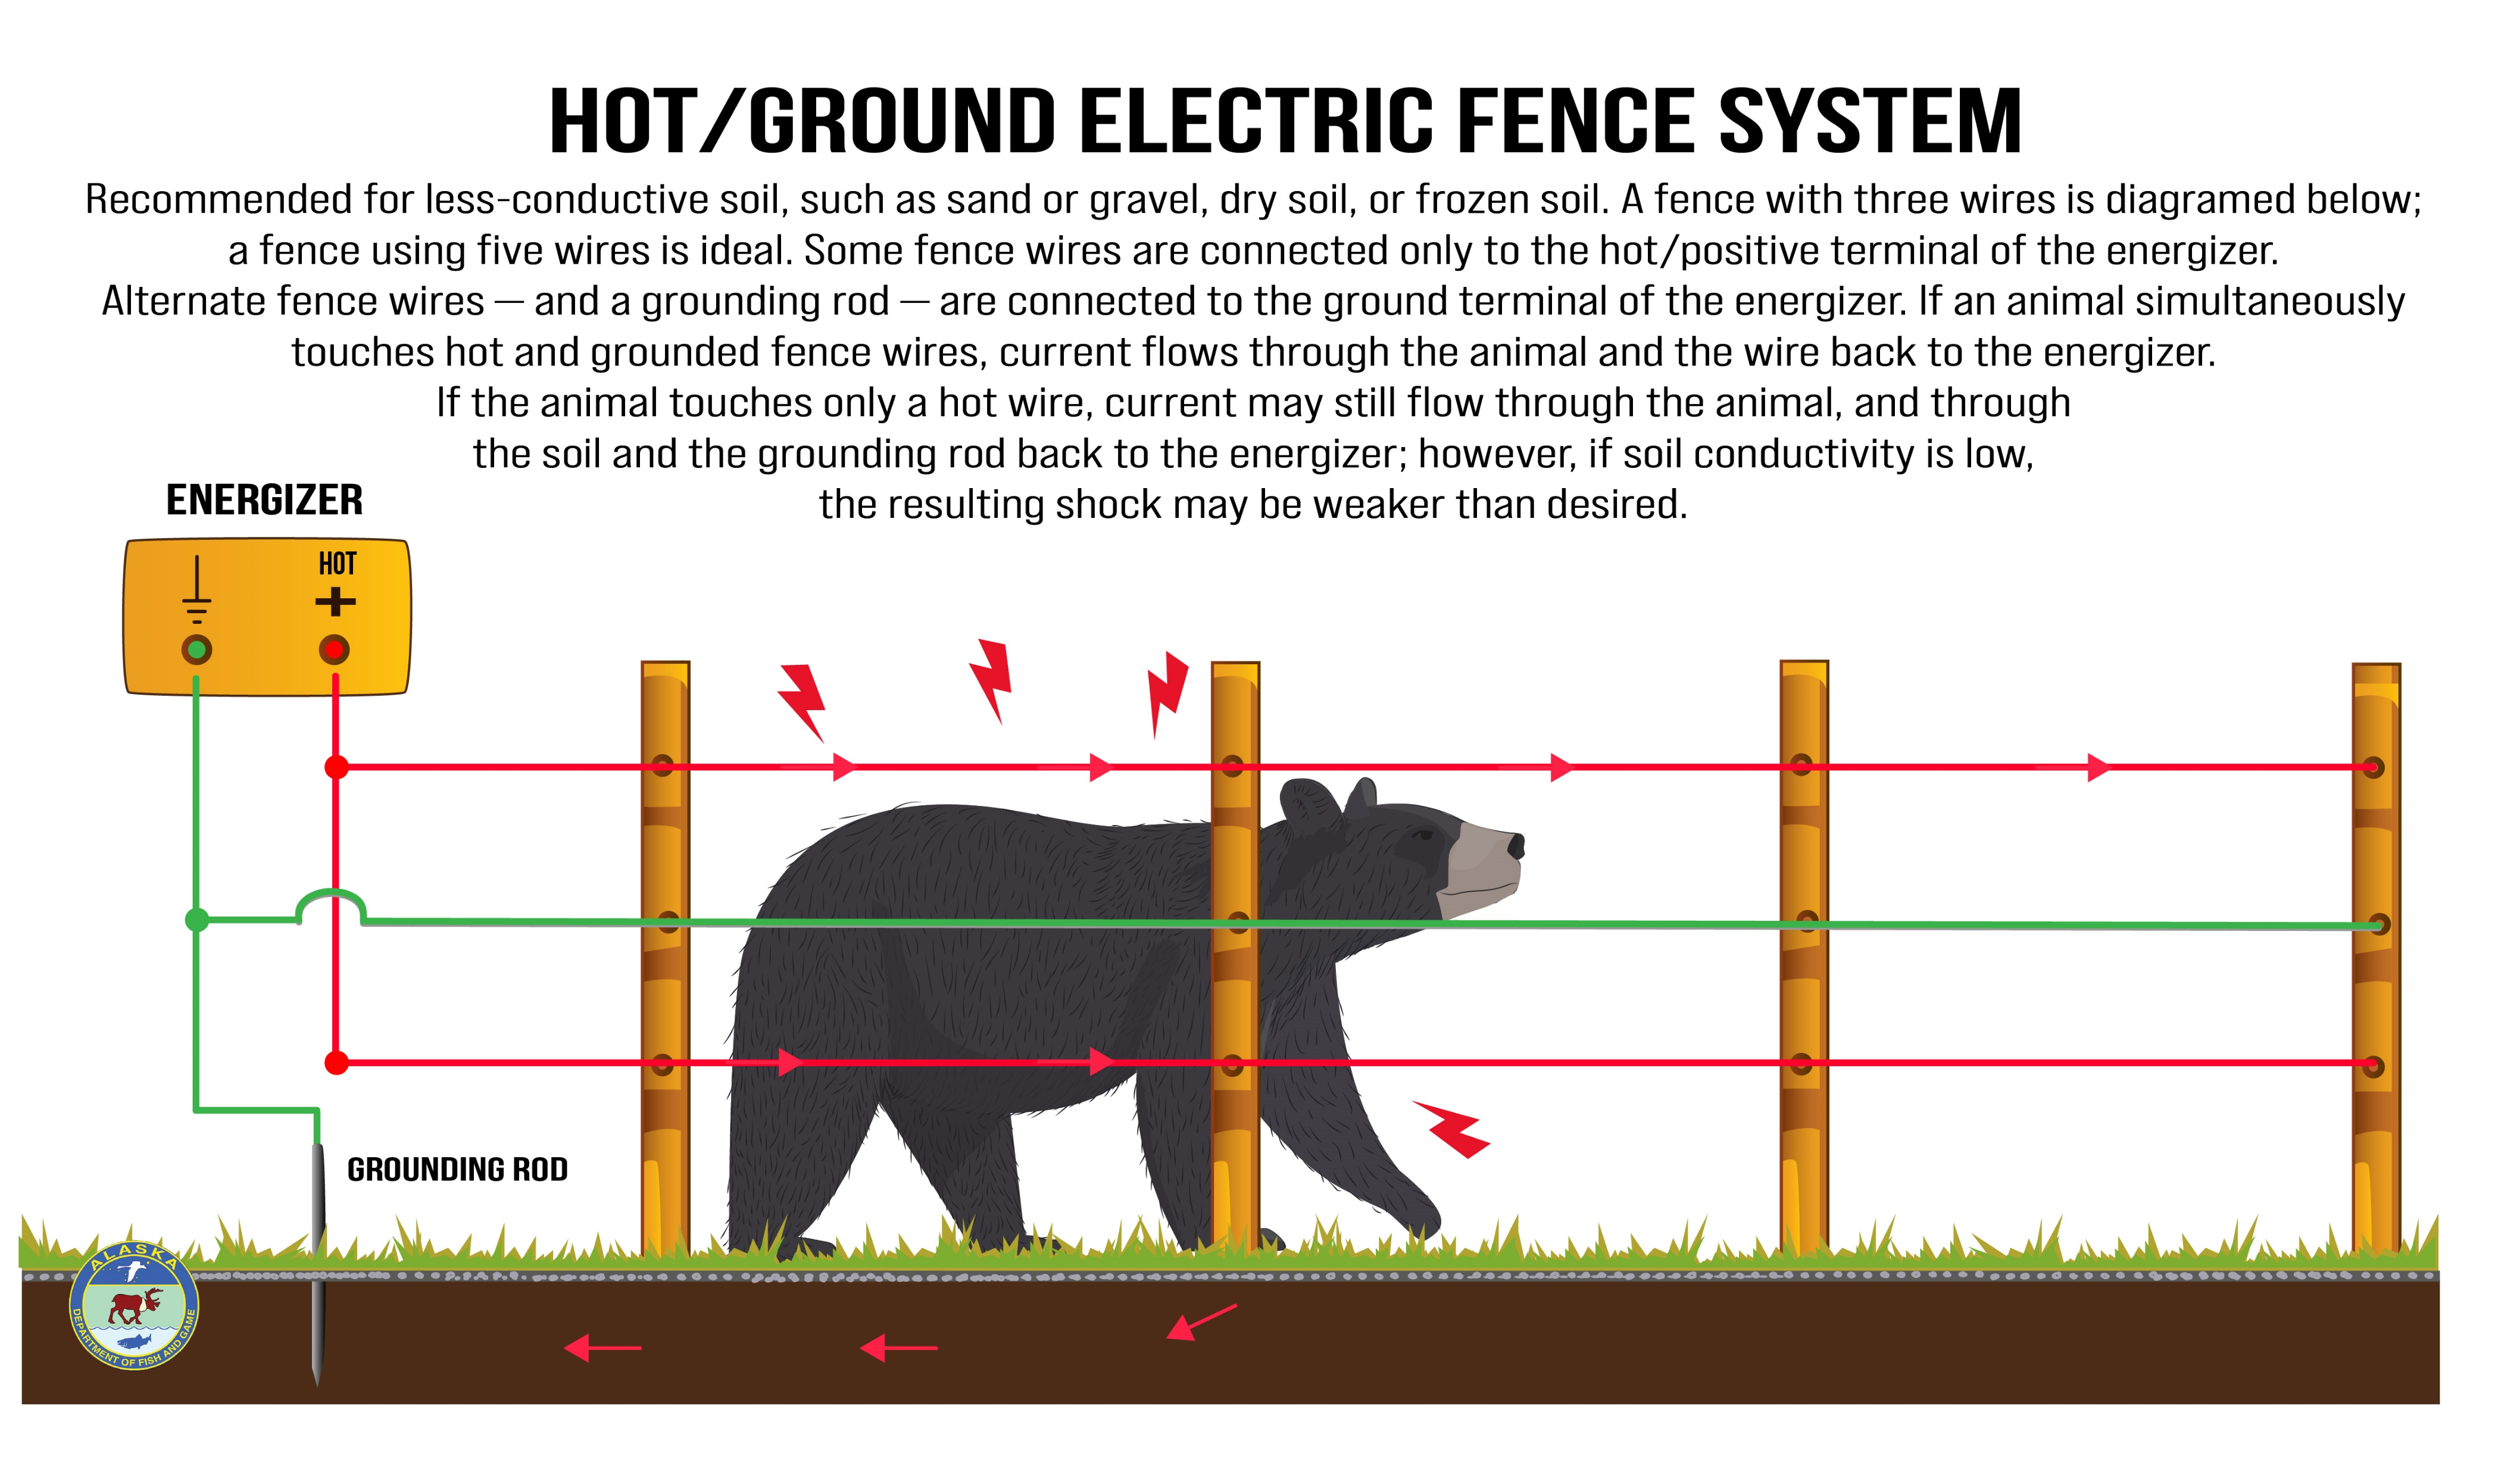 HOT/GROUND ELECTRIC FENCE SYSTEM
Recommended for less-conductive soil, such as sand or gravel, dry soil, or frozen soil. A fence with three wires is diagramed below;
a fence using five wires is ideal. Some fence wires are connected only to the hot/positive terminal of the energizer.
Alternate fence wires — and a grounding rod — are connected to the ground terminal of the energizer. If an animal simultaneously
touches hot and grounded fence wires, current flows through the animal and the wire back to the energizer.
If the animal touches only a hot wire, current may still flow through the animal, and through
the soil and the grounding rod back to the energizer; however, if soil conductivity is low,
the resulting shock may be weaker than desired.
ENERGIZER
HOT
+
GROUNDING ROD
ALASKA
DEPARTMENT OF FISH AND GAME